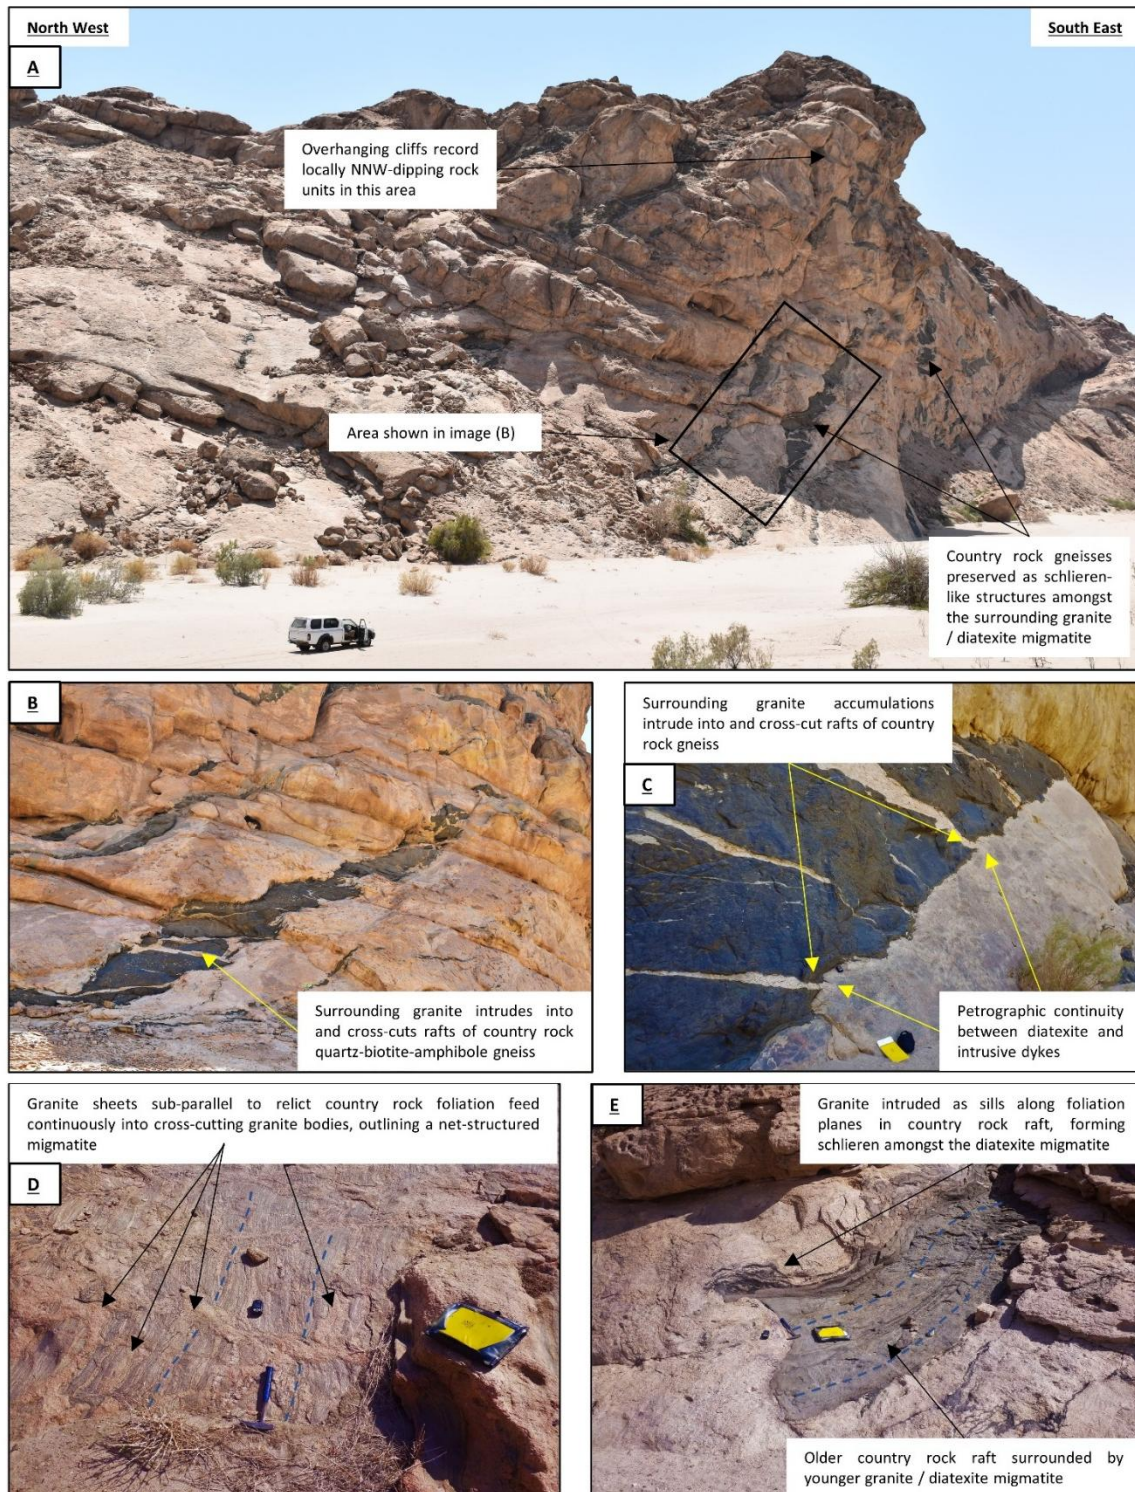 North West
South East
A
Overhanging cliffs record
locally NNW-dipping rock
units in this area
Area shown in image (B)
Country rock gneisses
preserved as schlieren-
like structures amongst
the surrounding granite
/ diatexite migmatite
B
Surrounding granite intrudes into
and cross-cuts rafts of country rock
quartz-biotite-amphibole gneiss
Surrounding granite accumulations
intrude into and cross-cut rafts of country
rock gneiss
C
Petrographic continuity
between diatexite and
intrusive dykes
Granite sheets sub-parallel to relict country rock foliation feed
continuously into cross-cutting granite bodies, outlining a net-structured
migmatite
D
E
Granite intruded as sills along foliation
planes in country rock raft, forming
schlieren amongst the diatexite migmatite
Older country rock raft surrounded by
younger granite / diatexite migmatite